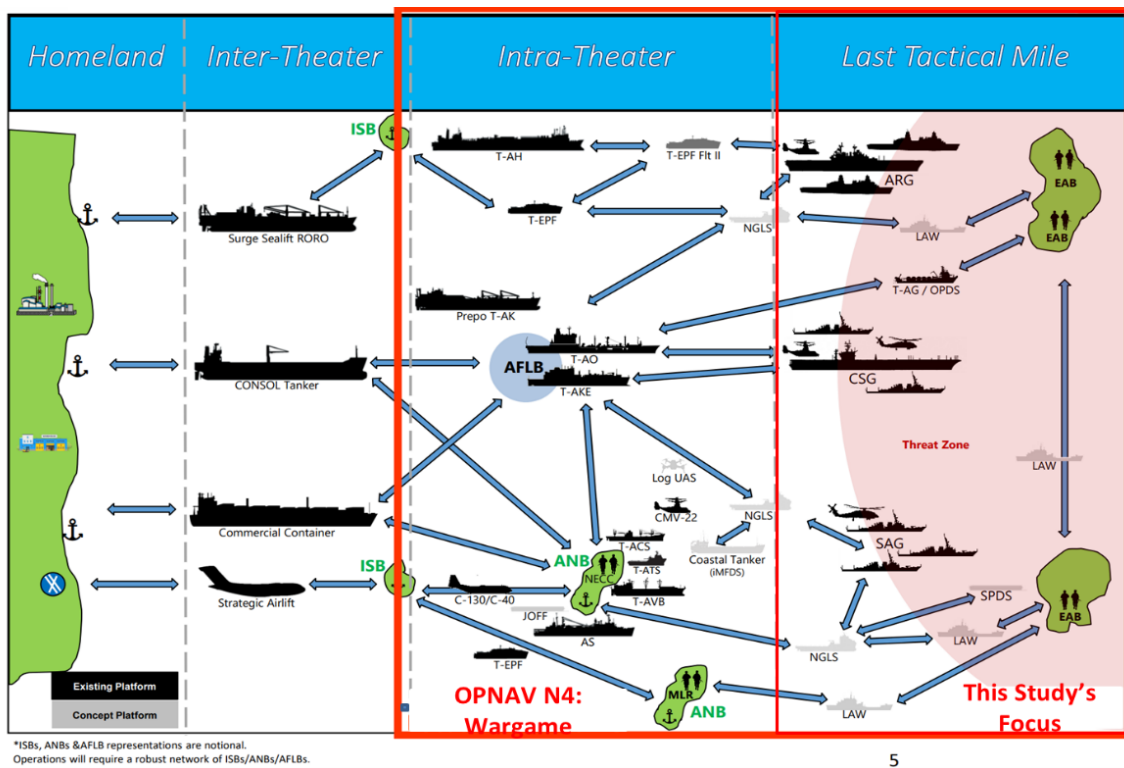 Homeland
Inter-Theater
Intra-Theater
Last Tactical Mile
ISB
T-AH
T-EPF Flt II
ARG
EAB
EAB
Surge Sealift RORO
T-EPF
NGLS
LAW
T-AG / OPDS
Prepo T-AK
T-AO
AFLB
T-AKE
CONSOL Tanker
CSG
Threat Zone
LAW
Log UAS
CMV-22
NGLS
Commercial Container
T-ACS
SAG
ANB
NECC
T-ATS
Coastal Tanker
(iMFDS)
ISB
Strategic Airlift
C-130/C-40
T-AVB
JOFF
SPDS
EAB
AS
NGLS
LAW
T-EPF
MLR
ANB
LAW
Existing Platform
Concept Platform
OPNAV N4:
Wargame
This Study's
Focus
*ISBs, ANBs &AFLB representations are notional.
Operations will require a robust network of ISBs/ANBs/AFLBs.
5